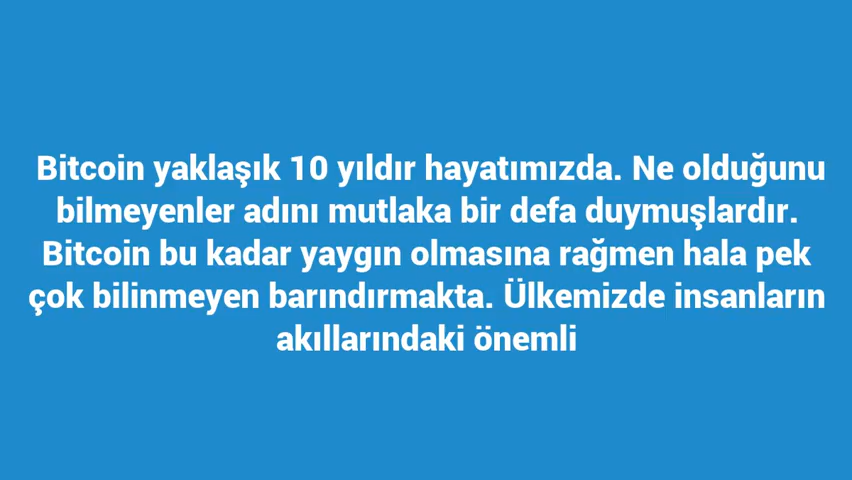 Bitcoin yaklaşık 10 yıldır hayatımızda. Ne olduğunu
bilmeyenler adını mutlaka bir defa duymuşlardır.
Bitcoin bu kadar yaygın olmasına rağmen hala pek
çok bilinmeyen barındırmakta. Ülkemizde insanların
akıllarındaki önemli